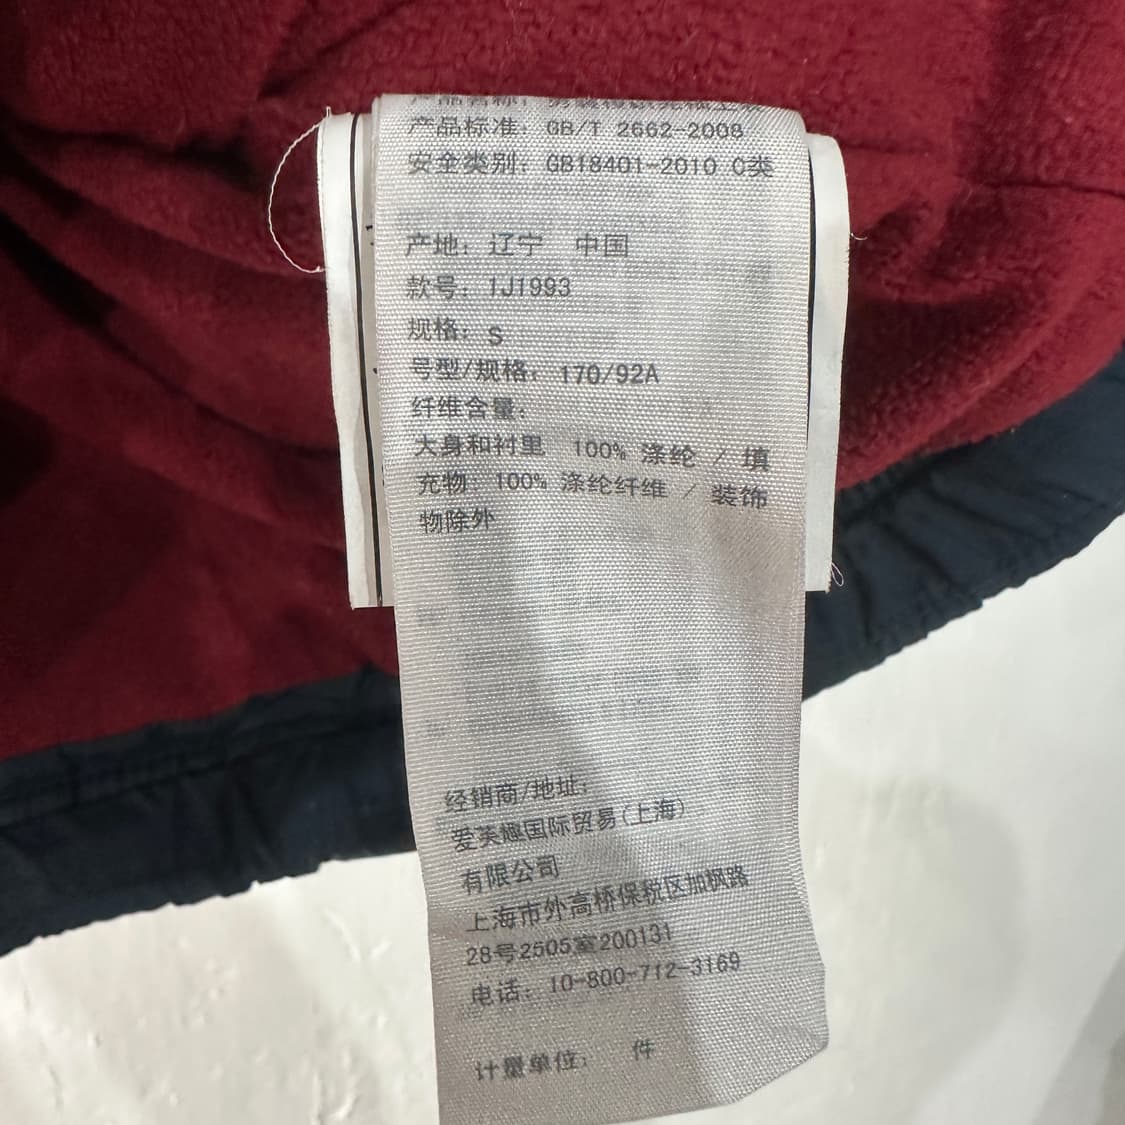 产品标准: GB/T 2662-2008
安全类别: GB18401-2010 C类
产地: 辽宁 中国
款号: 1J1993
规格: S
号型/规格: 170/92A
纤维含量:
大身和衬里 100% 涤纶 / 填
充物: 100% 涤纶纤维 / 装饰
物除外
经销商/地址:
爱芙趣国际贸易(上海)
有限公司
上海市外高桥保税区加枫路
28号2505室200131
电话: 10-800-712-3169
计量单位: 件